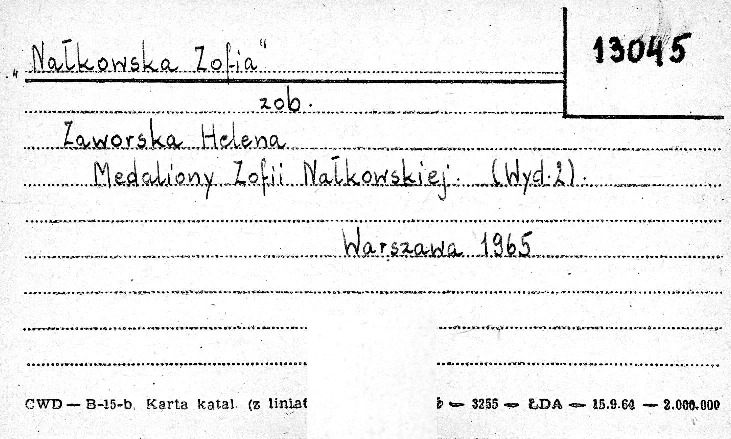 13045
„Nałkowska Zofia“
zob.
Zaworska Helena
Medaliony Zofii Nałkowskiej. (Wyd. 2).
Warszawa 1965
CWD — B-15-b. Karta katal. (z liniat b — 3255 — ŁDA — 15.9.64 — 2.000.000